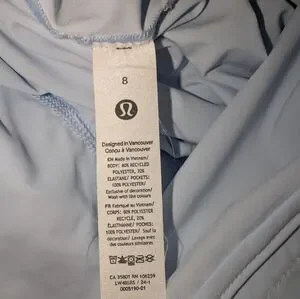 8
Designed in Vancouver
Conçu à Vancouver
EN Made in Vietnam/
BODY: 80% RECYCLED
POLYESTER, 20%
ELASTANE/ POCKETS:
100% POLYESTER/
Exclusive of decoration/
Wash with like colours
FR Fabriqué au Vietnam/
CORPS: 80% POLYESTER
RECYCLÉ, 20%
ÉLASTHANNE/ POCHES:
100% POLYESTER/ Sauf la
décoration/ Laver avec
des couleurs similaires
CA 35801 RN 106259
/ 24-1
0005190-01